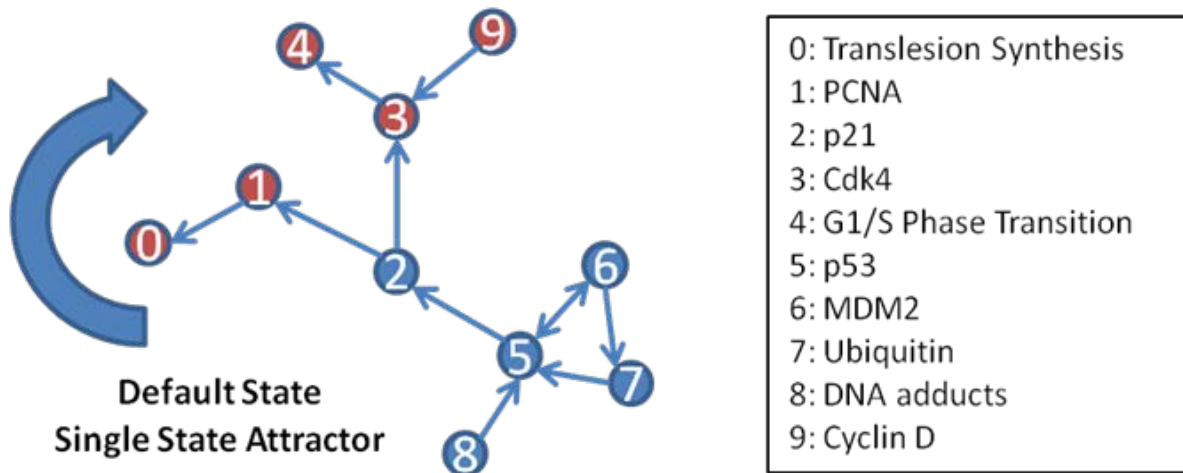 4
9
3
1
0
2
6
5
7
8
Default State
Single State Attractor
0: Translesion Synthesis
1: PCNA
2: p21
3: Cdk4
4: G1/S Phase Transition
5: p53
6: MDM2
7: Ubiquitin
8: DNA adducts
9: Cyclin D